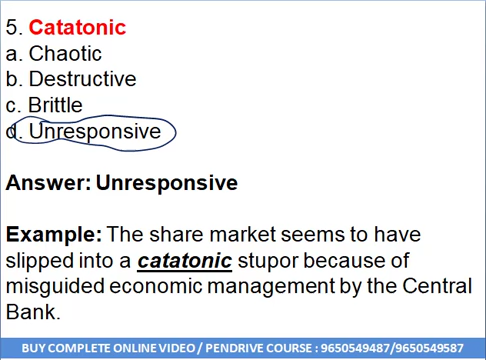 5. Catatonic
a. Chaotic
b. Destructive
c. Brittle
d. Unresponsive
Answer: Unresponsive
Example: The share market seems to have
slipped into a catatonic stupor because of
misguided economic management by the Central
Bank.
BUY COMPLETE ONLINE VIDEO / PENDRIVE COURSE : 9650549487/9650549587